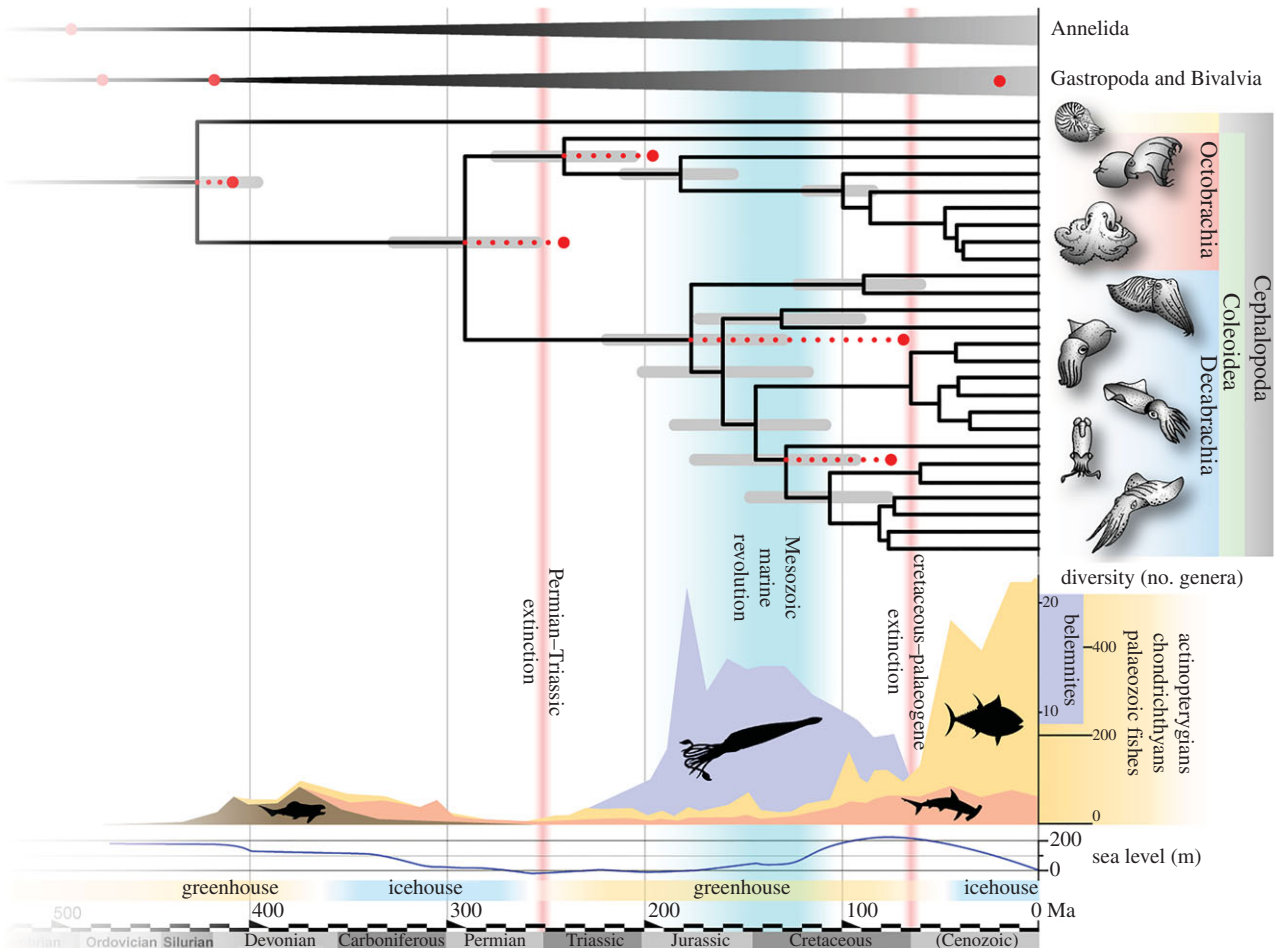 Annelida
Gastropoda and Bivalvia
Octobrachia
Decabrachia
Coleoidea
Cephalopoda
Mesozoic
marine
revolution
Permian–Triassic
extinction
cretaceous–palaeogene
extinction
diversity (no. genera)
20
10
belemnites
400
200
0
actinopterygians
chondrichthyans
palaeozoic fishes
200
0
sea level (m)
greenhouse
icehouse
greenhouse
icehouse
500
400
300
200
100
0 Ma
Ordovician
Silurian
Devonian
Carboniferous
Permian
Triassic
Jurassic
Cretaceous
(Cenozoic)